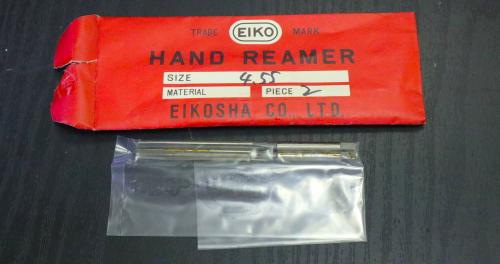 TRADE EIKO MARK
HAND REAMER
SIZE 4.55
MATERIAL PIECE 2
EIKOSHA CO., LTD.